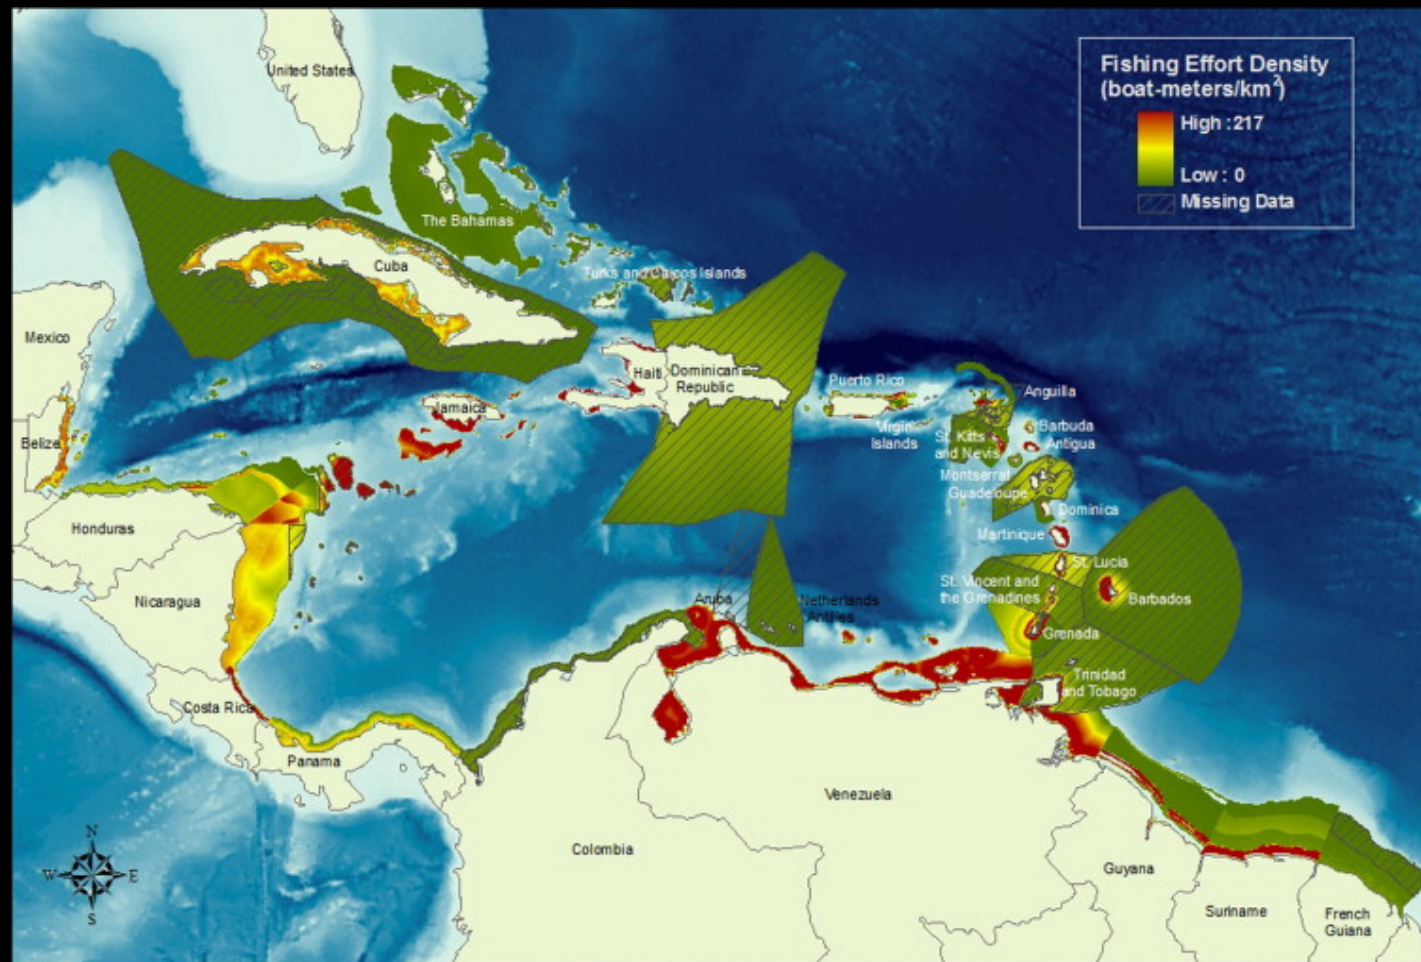 United States
Fishing Effort Density
(boat-meters/km²)
High : 217
Low : 0
Missing Data
The Bahamas
Cuba
Turks and Caicos Islands
Mexico
Haiti
Dominican
Republic
Puerto Rico
Anguilla
Jamaica
Virgin
Islands
Barbuda
Antigua
St. Kitts
and Nevis
Belize
Montserrat
Guadeloupe
Dominica
Honduras
Martinique
St. Lucia
St. Vincent and
the Grenadines
Barbados
Nicaragua
Aruba
Netherlands
Antilles
Grenada
Trinidad
and Tobago
Costa Rica
Panama
Venezuela
Colombia
Guyana
Suriname
French
Guiana
N
W
E
S